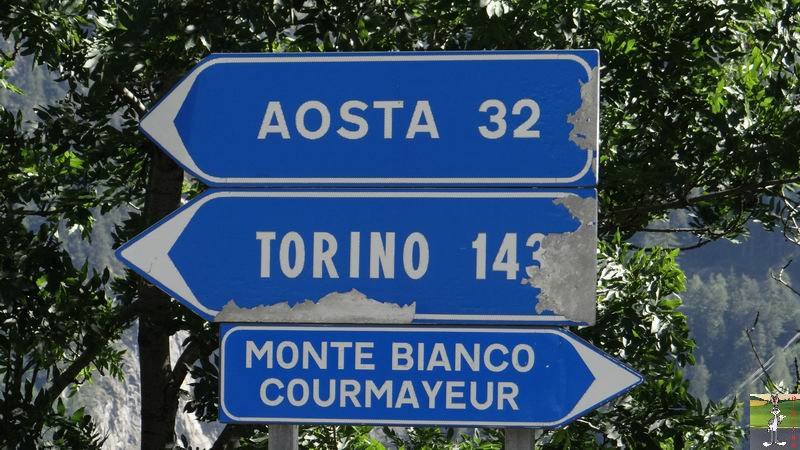 AOSTA 32
TORINO 143
MONTE BIANCO
COURMAYEUR